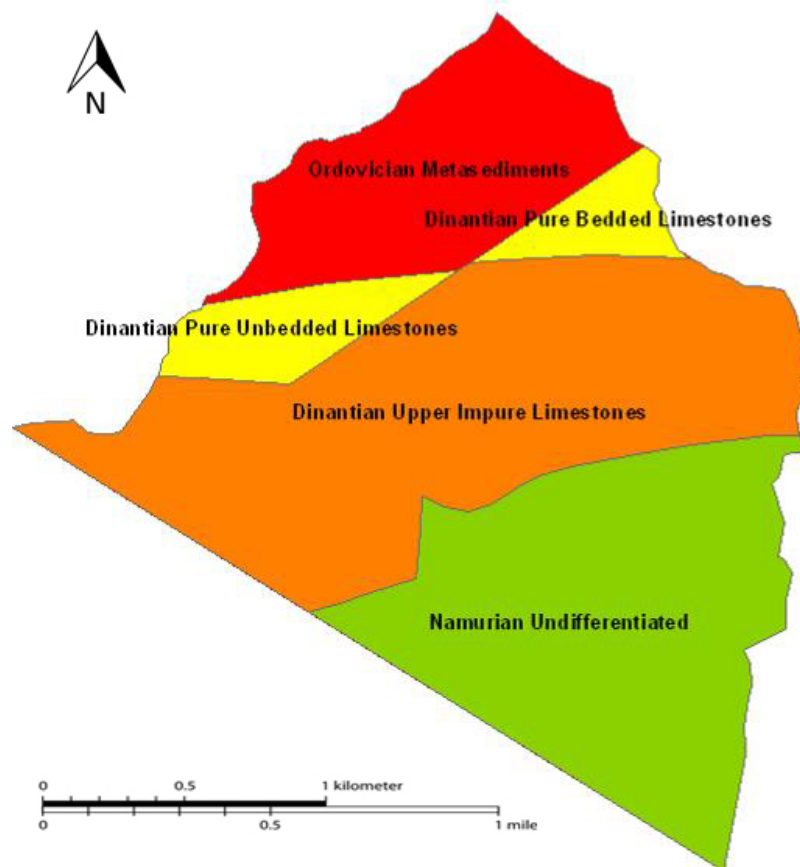 N
Ordovician Metasediments
Dinantian Pure Bedded Limestones
Dinantian Pure Unbedded Limestones
Dinantian Upper Impure Limestones
Namurian Undifferentiated
0 0.5 1 kilometer
0 0.5 1 mile